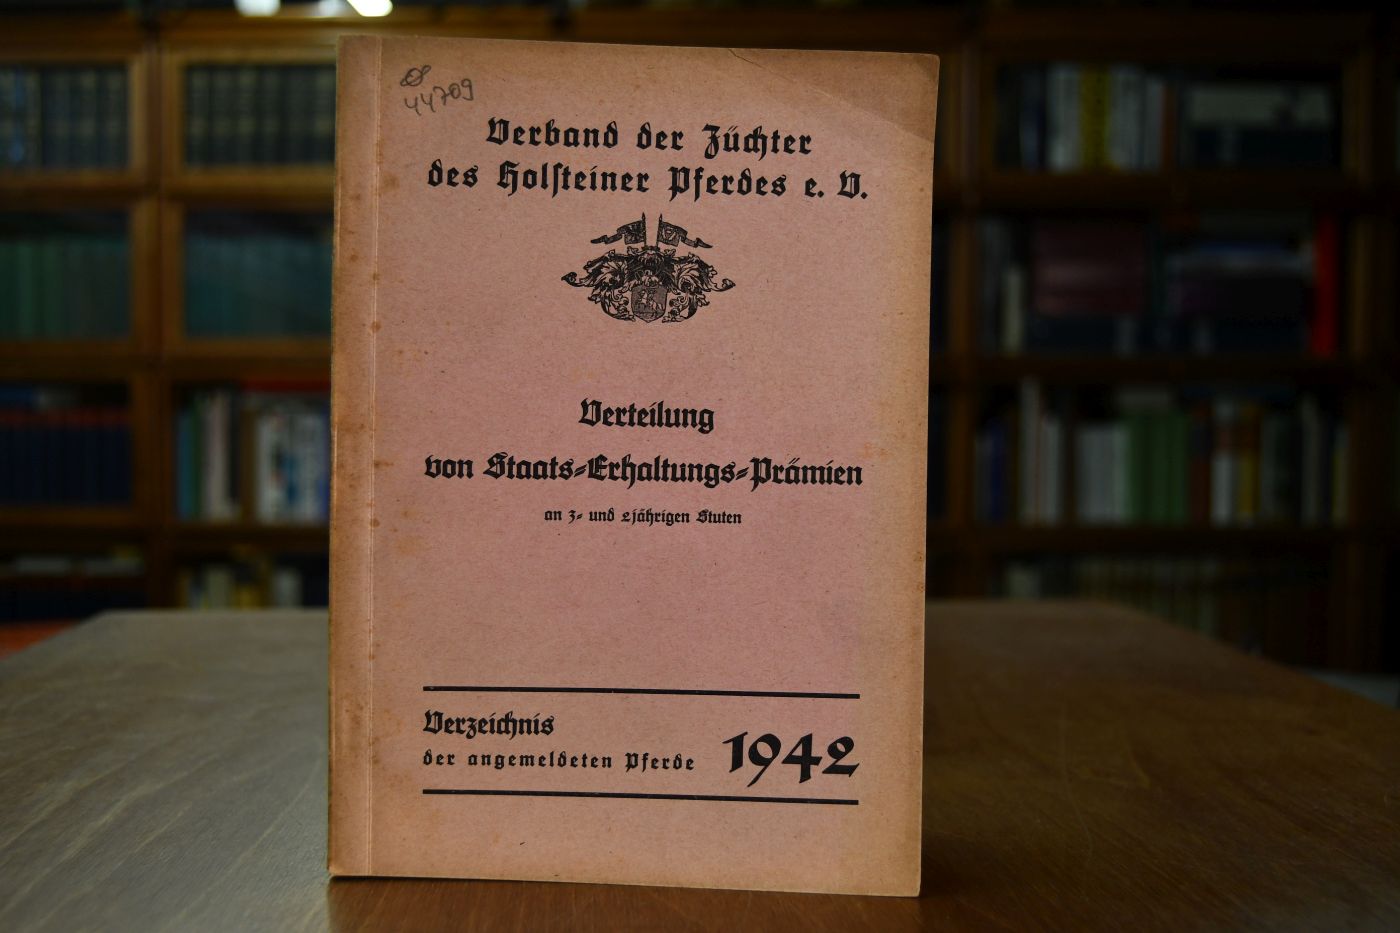 44709
Verband der Züchter
des Holsteiner Pferdes e. V.
Verteilung
von Staats-Erhaltungs-Prämien
an 3- und 2jährigen Stuten
Verzeichnis
der angemeldeten Pferde 1942